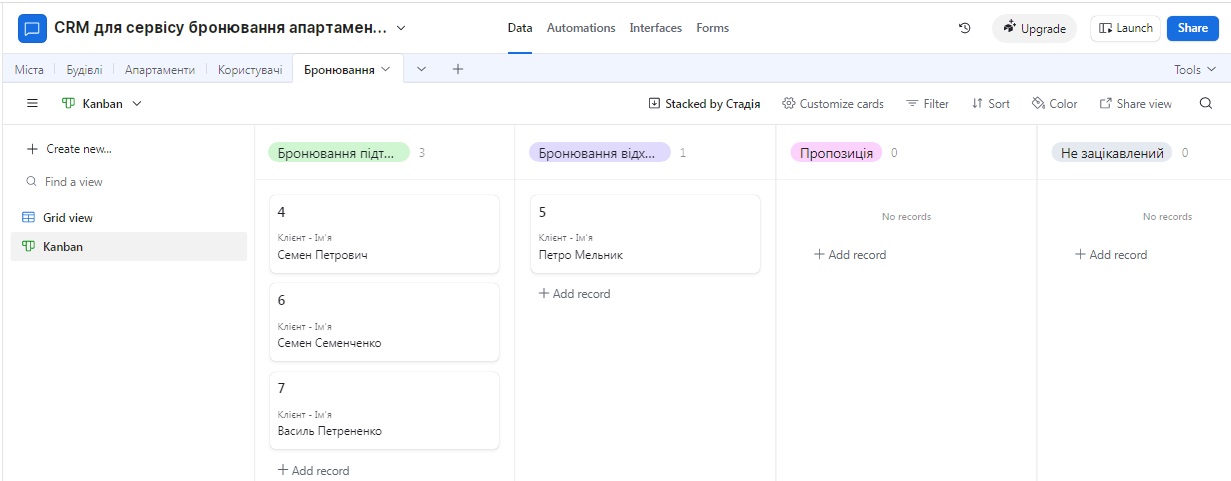 CRM для сервісу бронювання апартамен...
Data Automations Interfaces Forms
Upgrade Launch Share
Міста Будівлі Апартаменти Користувачі Бронювання
Tools
Kanban
Stacked by Стадія Customize cards Filter Sort Color Share view
Create new...
Find a view
Grid view
Kanban
Бронювання підт... 3
4
Клієнт - Ім'я
Семен Петрович
6
Клієнт - Ім'я
Семен Семенченко
7
Клієнт - Ім'я
Василь Петрененко
Add record
Бронювання відх... 1
5
Клієнт - Ім'я
Петро Мельник
Add record
Пропозиція 0
No records
Add record
Не зацікавлений 0
No records
Add record